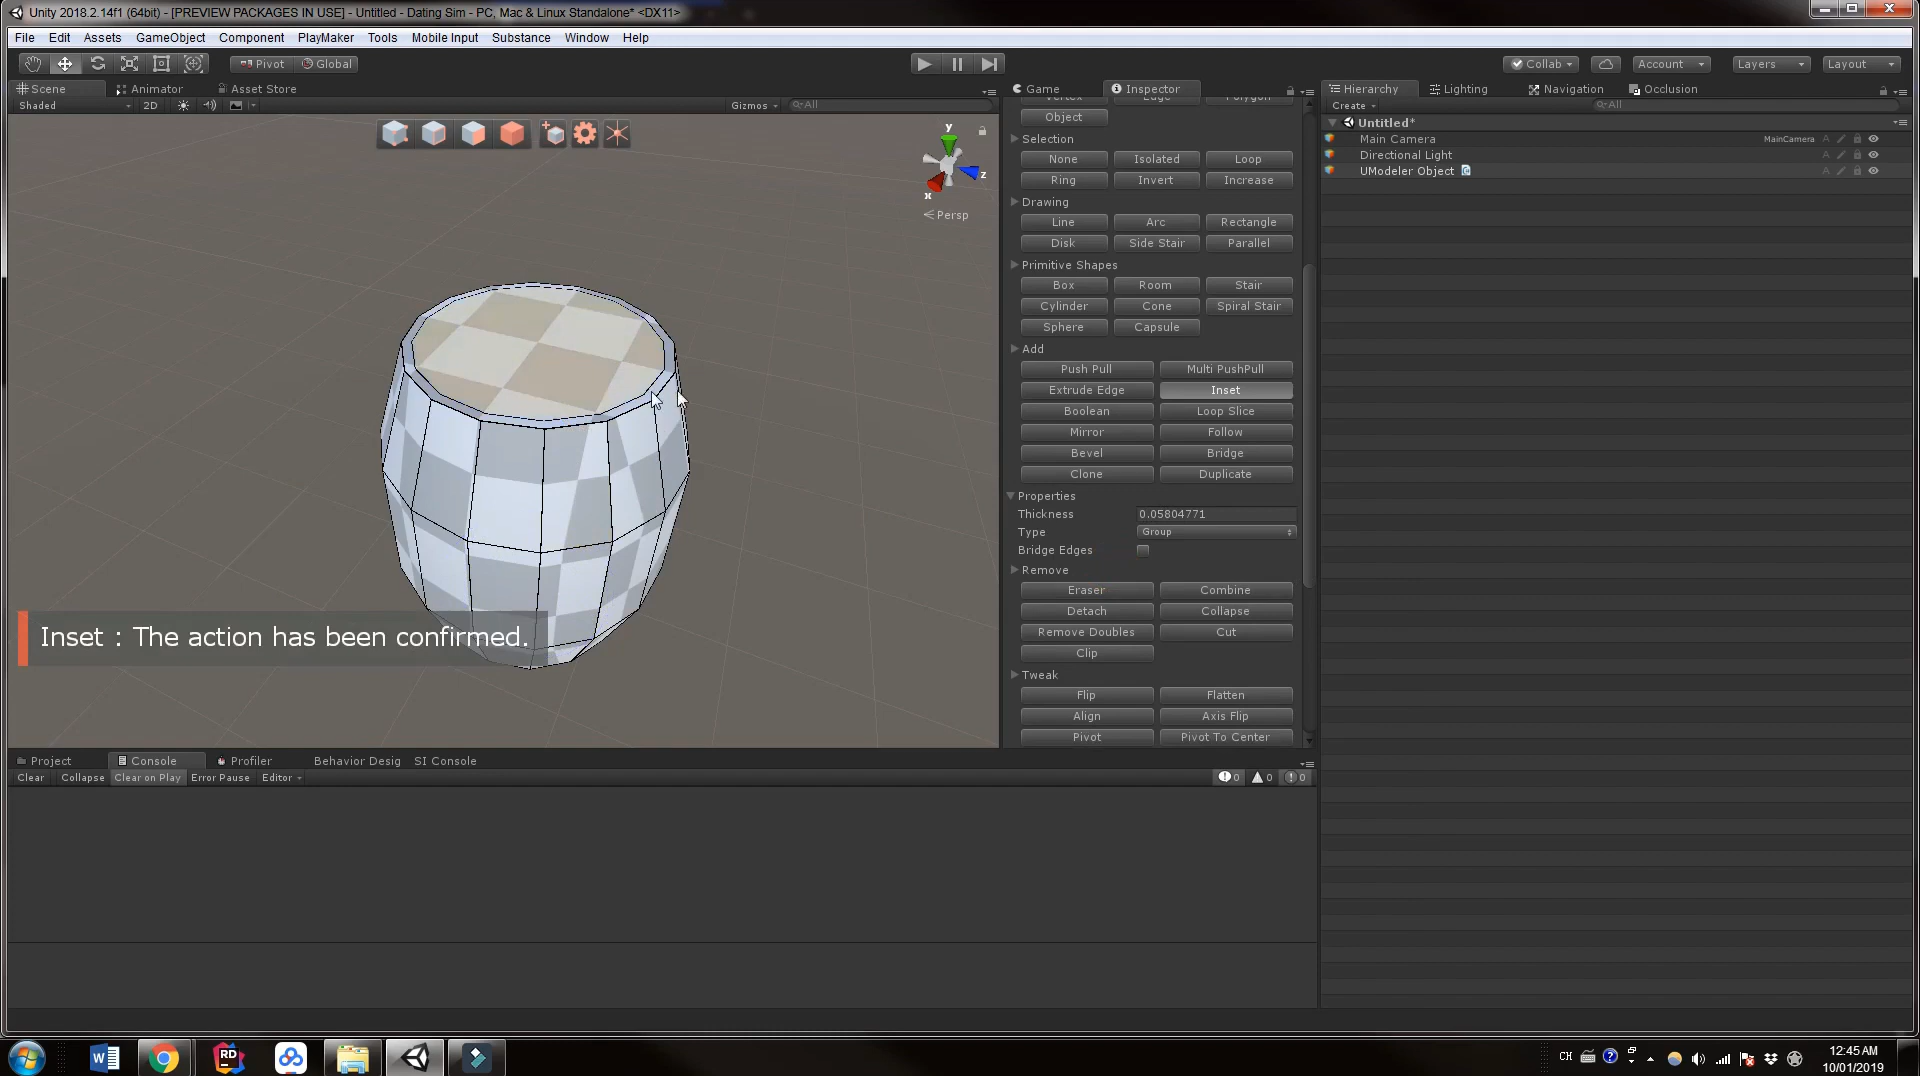 Unity 2018.2.14f1 (64bit) - [PREVIEW PACKAGES IN USE] - Untitled - Dating Sim - PC, Mac & Linux Standalone* <DX11>
File Edit Assets GameObject Component PlayMaker Tools Mobile Input Substance Window Help
Pivot Global Collab Account Layers Layout
Scene Animator Asset Store Game Inspector Hierarchy Lighting Navigation Occlusion
Shaded 2D Gizmos All Vertex Edge Polygon Create All
Object
Untitled*
Selection
Main Camera MainCamera
None Isolated Loop
Directional Light
Ring Invert Increase
UModeler Object
y
z
x
Persp
Drawing
Line Arc Rectangle
Disk Side Stair Parallel
Primitive Shapes
Box Room Stair
Cylinder Cone Spiral Stair
Sphere Capsule
Add
Push Pull Multi PushPull
Extrude Edge Inset
Boolean Loop Slice
Mirror Follow
Bevel Bridge
Clone Duplicate
Properties
Thickness 0.05804771
Type Group
Bridge Edges
Remove
Eraser Combine
Detach Collapse
Remove Doubles Cut
Clip
Inset : The action has been confirmed.
Tweak
Flip Flatten
Align Axis Flip
Pivot Pivot To Center
Project Console Profiler Behavior Desig SI Console
Clear Collapse Clear on Play Error Pause Editor 0 0 0
W RD CH
12:45 AM
10/01/2019